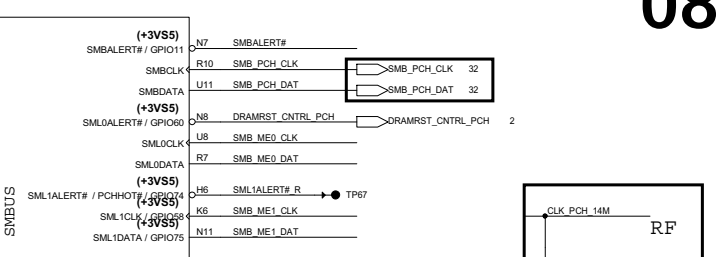 08
(+3VS5)
SMBALERT# / GPIO11 N7 SMBALERT#
SMBCLK R10 SMB_PCH_CLK SMB_PCH_CLK 32
SMBDATA U11 SMB_PCH_DAT SMB_PCH_DAT 32
(+3VS5)
SML0ALERT# / GPIO60 N8 DRAMRST_CNTRL_PCH DRAMRST_CNTRL_PCH 2
SML0CLK U8 SMB_ME0_CLK
SML0DATA R7 SMB_ME0_DAT
(+3VS5)
SML1ALERT# / PCHHOT# / GPIO74 H6 SML1ALERT#_R TP67
(+3VS5)
SML1CLK / GPIO58 K6 SMB_ME1_CLK
(+3VS5)
SML1DATA / GPIO75 N11 SMB_ME1_DAT
SMBUS
CLK_PCH_14M
RF